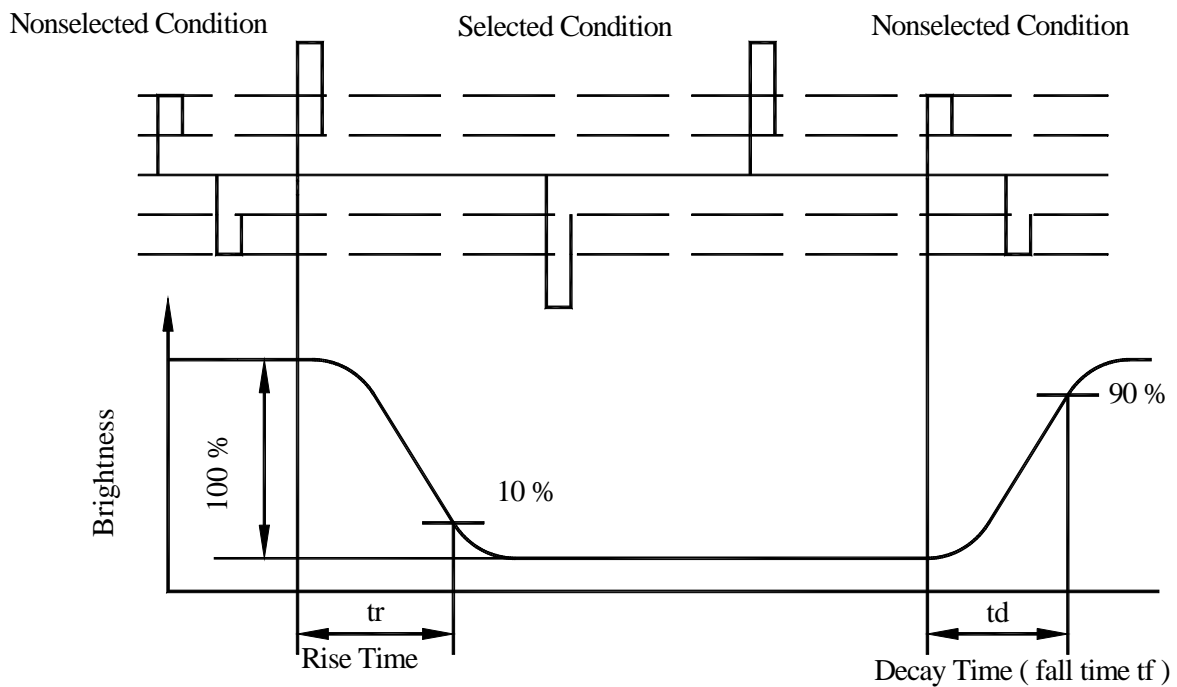 Nonselected Condition
Selected Condition
Nonselected Condition
Brightness
100 %
10 %
90 %
tr
Rise Time
td
Decay Time ( fall time tf )